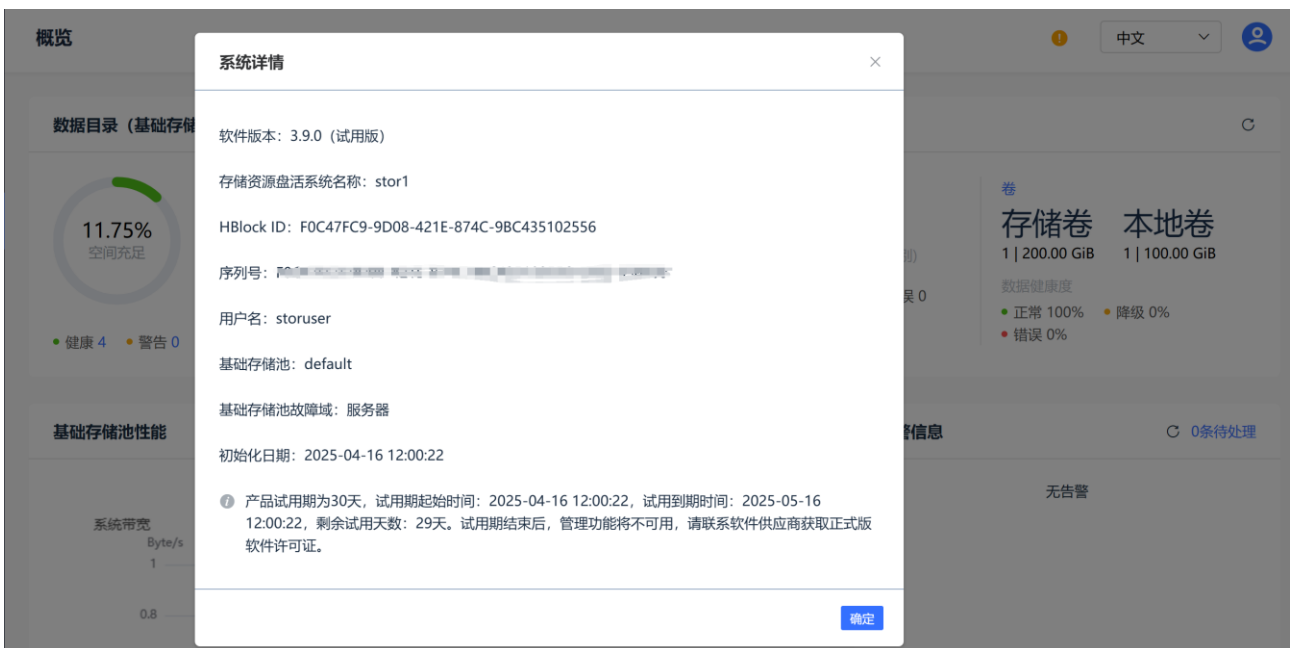 概览
中文
系统详情
数据目录（基础存储
软件版本：3.9.0（试用版）
存储资源盘活系统名称：stor1
HBlock ID：F0C47FC9-9D08-421E-874C-9BC435102556
序列号：
用户名：storuser
基础存储池：default
基础存储池故障域：服务器
初始化日期：2025-04-16 12:00:22
产品试用期为30天，试用期起始时间：2025-04-16 12:00:22，试用到期时间：2025-05-16
12:00:22，剩余试用天数：29天。试用期结束后，管理功能将不可用，请联系软件供应商获取正式版
软件许可证。
确定
11.75%
空间充足
健康 4 警告 0
卷
存储卷 本地卷
1 | 200.00 GiB 1 | 100.00 GiB
数据健康度
正常 100% 降级 0%
错误 0%
误 0
基础存储池性能
警信息
0条待处理
无告警
系统带宽
Byte/s
1
0.8